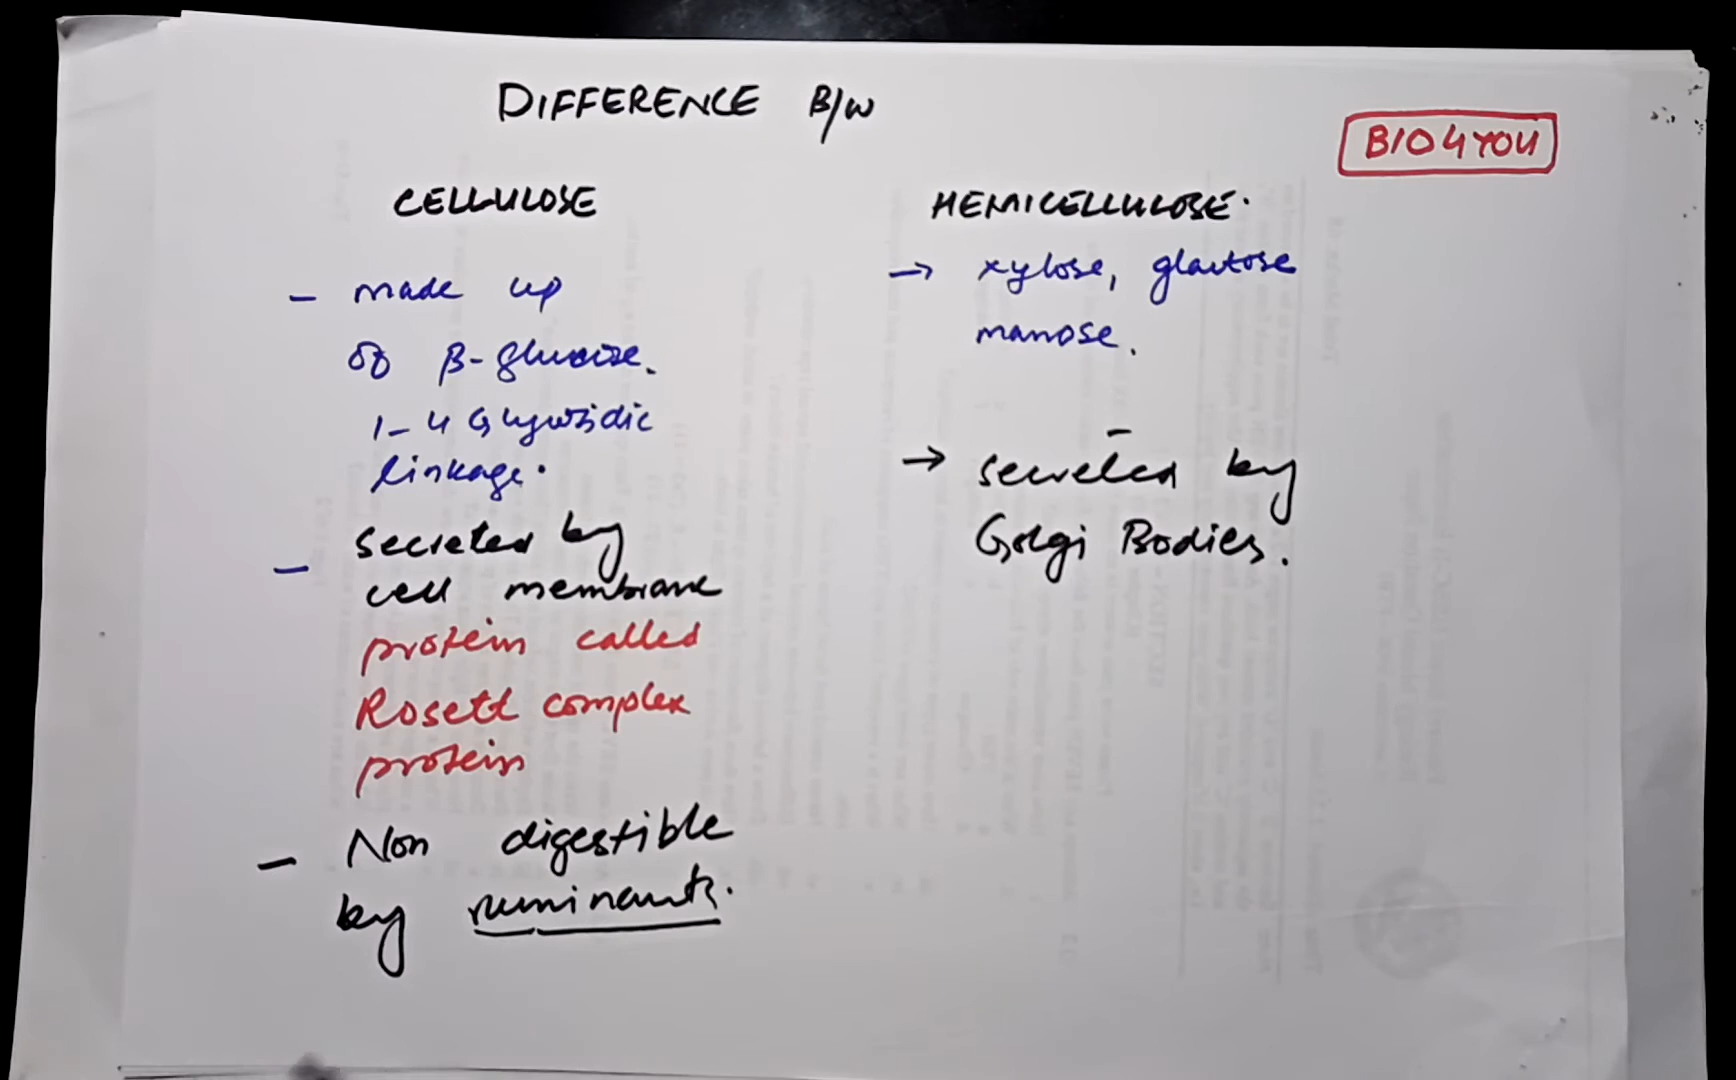 DIFFERENCE B/W
BIO4YOU
CELLULOSE
- made up
of β-glucose.
1-4 Glycosidic
linkage.
- secreted by
cell membrane
protein called
Rosett complex
protein
- Non digestible
by ruminants.
HEMICELLULOSE.
→ xylose, glactose
manose.
→ secreted by
Golgi Bodies.